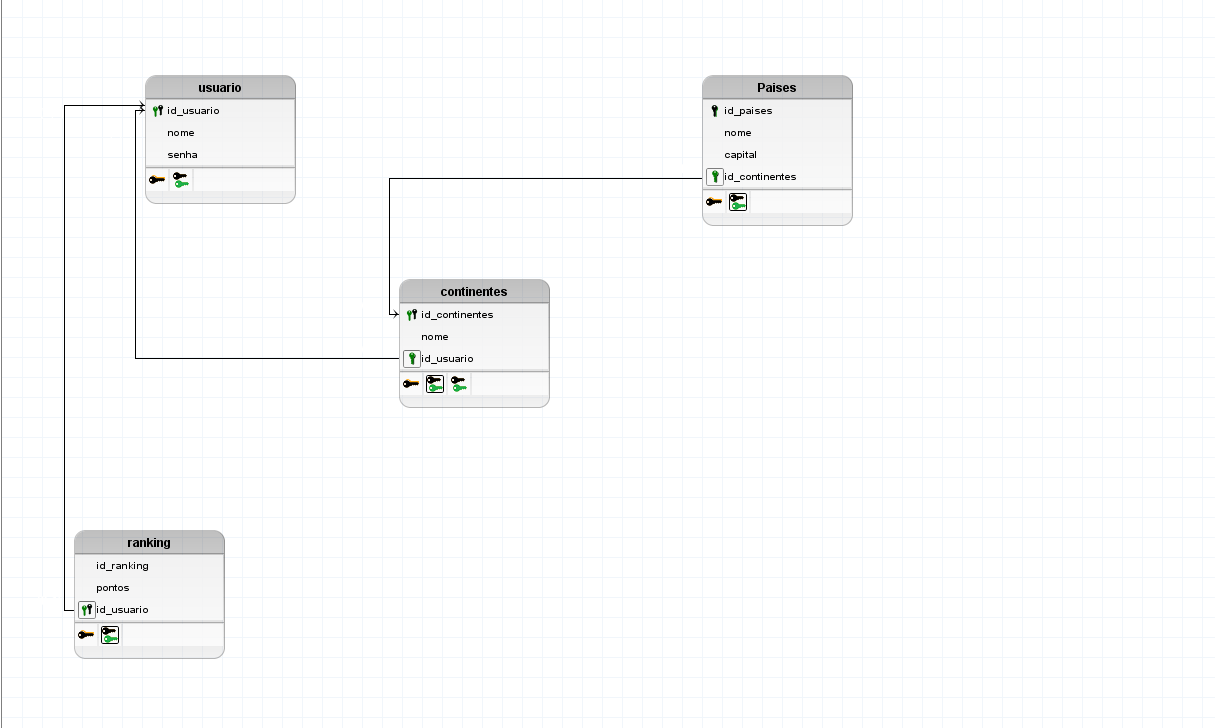 usuario
id_usuario
nome
senha
Paises
id_paises
nome
capital
id_continentes
continentes
id_continentes
nome
id_usuario
ranking
id_ranking
pontos
id_usuario